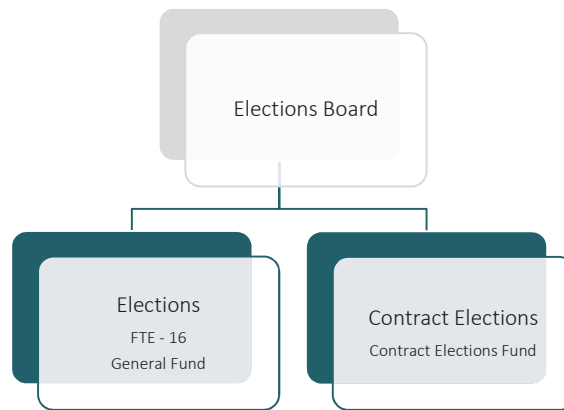 Elections Board
Elections
FTE - 16
General Fund
Contract Elections
Contract Elections Fund